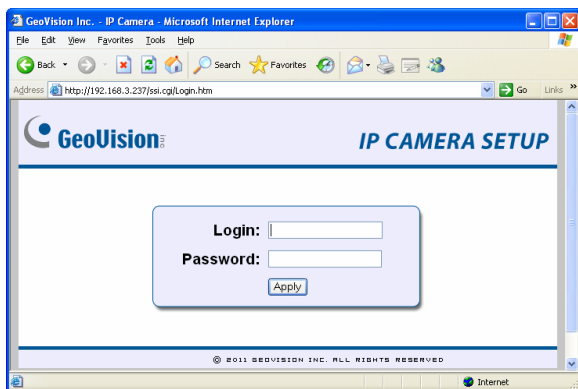 GeoVision Inc. - IP Camera - Microsoft Internet Explorer
File Edit View Favorites Tools Help
Back Search Favorites
Address http://192.168.3.237/ssi.cgi/Login.htm Go Links »
GeoVision inc IP CAMERA SETUP
Login:
Password:
Apply
© 2011 GEOVISION INC. ALL RIGHTS RESERVED
Internet